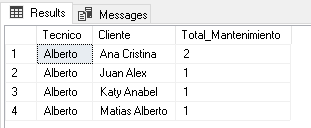 Results Messages
Tecnico Cliente Total_Mantenimiento
1 Alberto Ana Cristina 2
2 Alberto Juan Alex 1
3 Alberto Katy Anabel 1
4 Alberto Matias Alberto 1